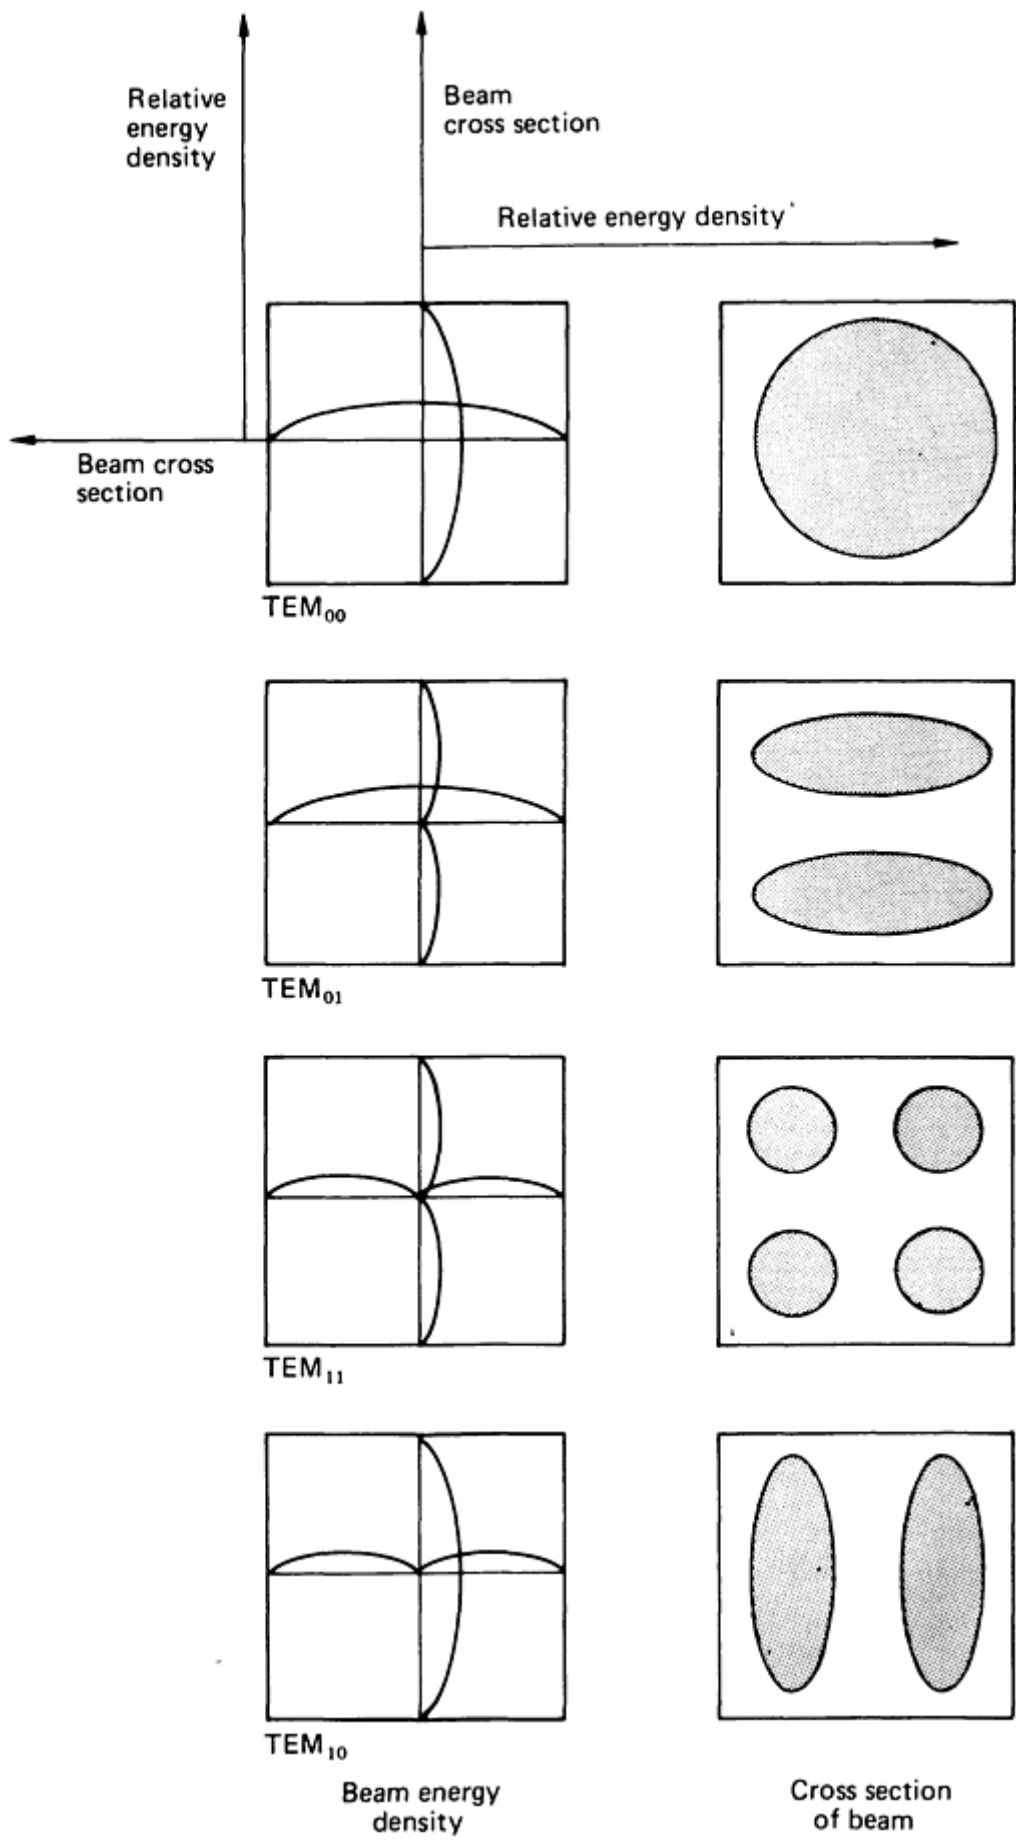 Relative
energy
density
Beam
cross section
Relative energy density
Beam cross
section
TEM₀₀
TEM₀₁
TEM₁₁
TEM₁₀
Beam energy
density
Cross section
of beam